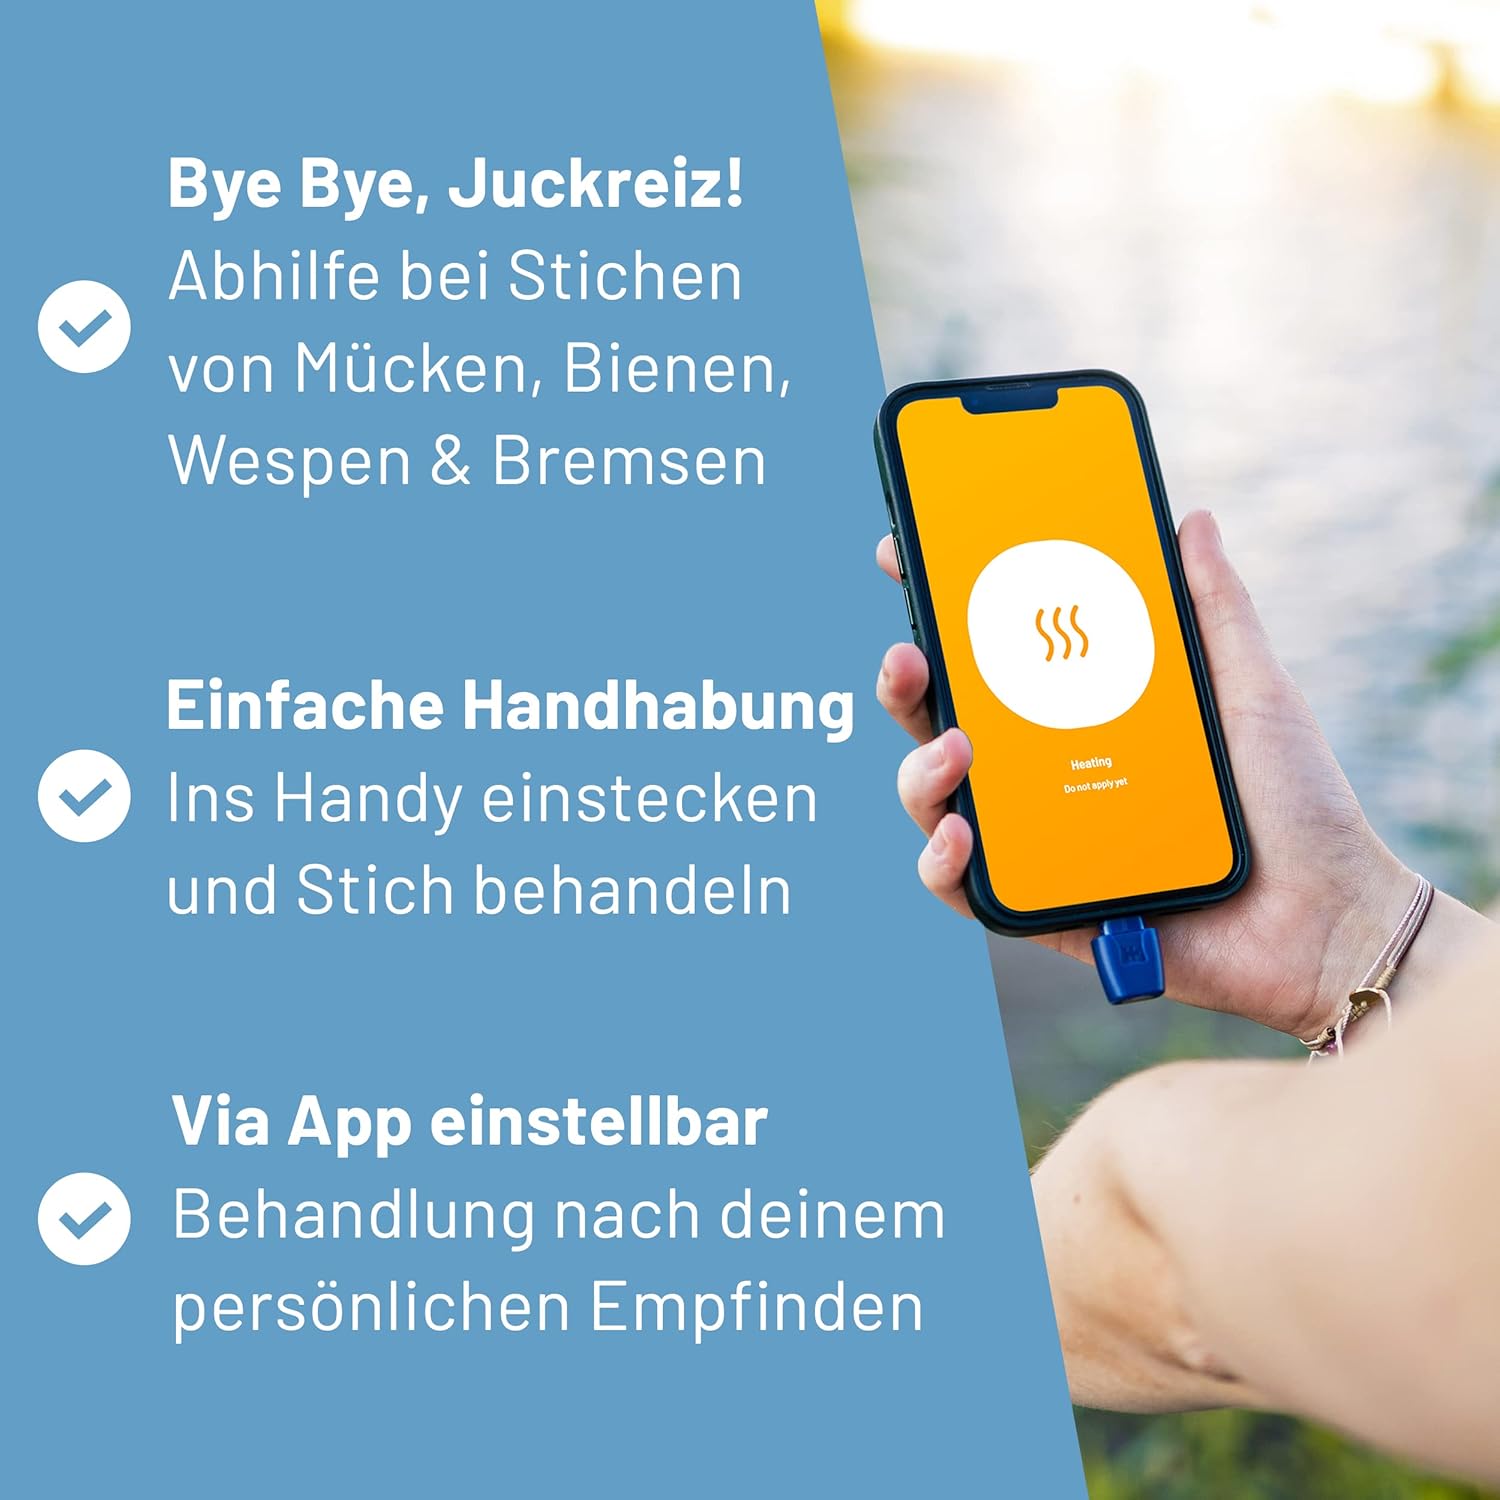 Bye Bye, Juckreiz!
Abhilfe bei Stichen
von Mücken, Bienen,
Wespen & Bremsen
Einfache Handhabung
Ins Handy einstecken
und Stich behandeln
Via App einstellbar
Behandlung nach deinem
persönlichen Empfinden
Heating
Do not apply yet